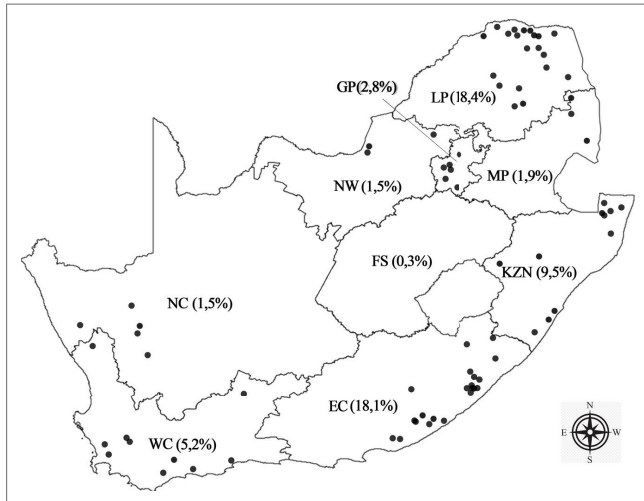 GP(2,8%)
LP (18,4%)
MP (1,9%)
NW (1,5%)
FS (0,3%)
KZN (9,5%)
NC (1,5%)
EC (18,1%)
WC (5,2%)
N
E W
S